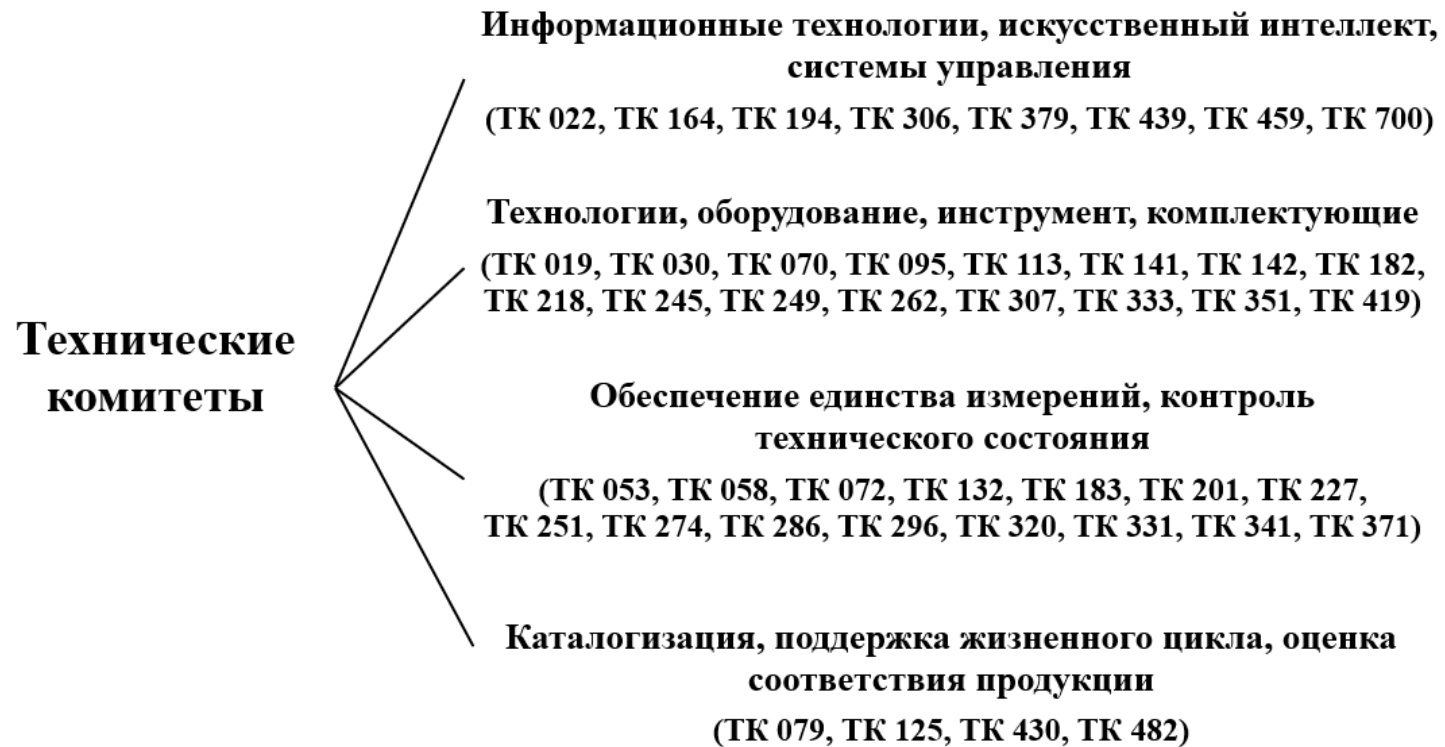 Информационные технологии, искусственный интеллект,
системы управления
(ТК 022, ТК 164, ТК 194, ТК 306, ТК 379, ТК 439, ТК 459, ТК 700)
Технологии, оборудование, инструмент, комплектующие
(ТК 019, ТК 030, ТК 070, ТК 095, ТК 113, ТК 141, ТК 142, ТК 182,
ТК 218, ТК 245, ТК 249, ТК 262, ТК 307, ТК 333, ТК 351, ТК 419)
Технические
комитеты
Обеспечение единства измерений, контроль
технического состояния
(ТК 053, ТК 058, ТК 072, ТК 132, ТК 183, ТК 201, ТК 227,
ТК 251, ТК 274, ТК 286, ТК 296, ТК 320, ТК 331, ТК 341, ТК 371)
Каталогизация, поддержка жизненного цикла, оценка
соответствия продукции
(ТК 079, ТК 125, ТК 430, ТК 482)